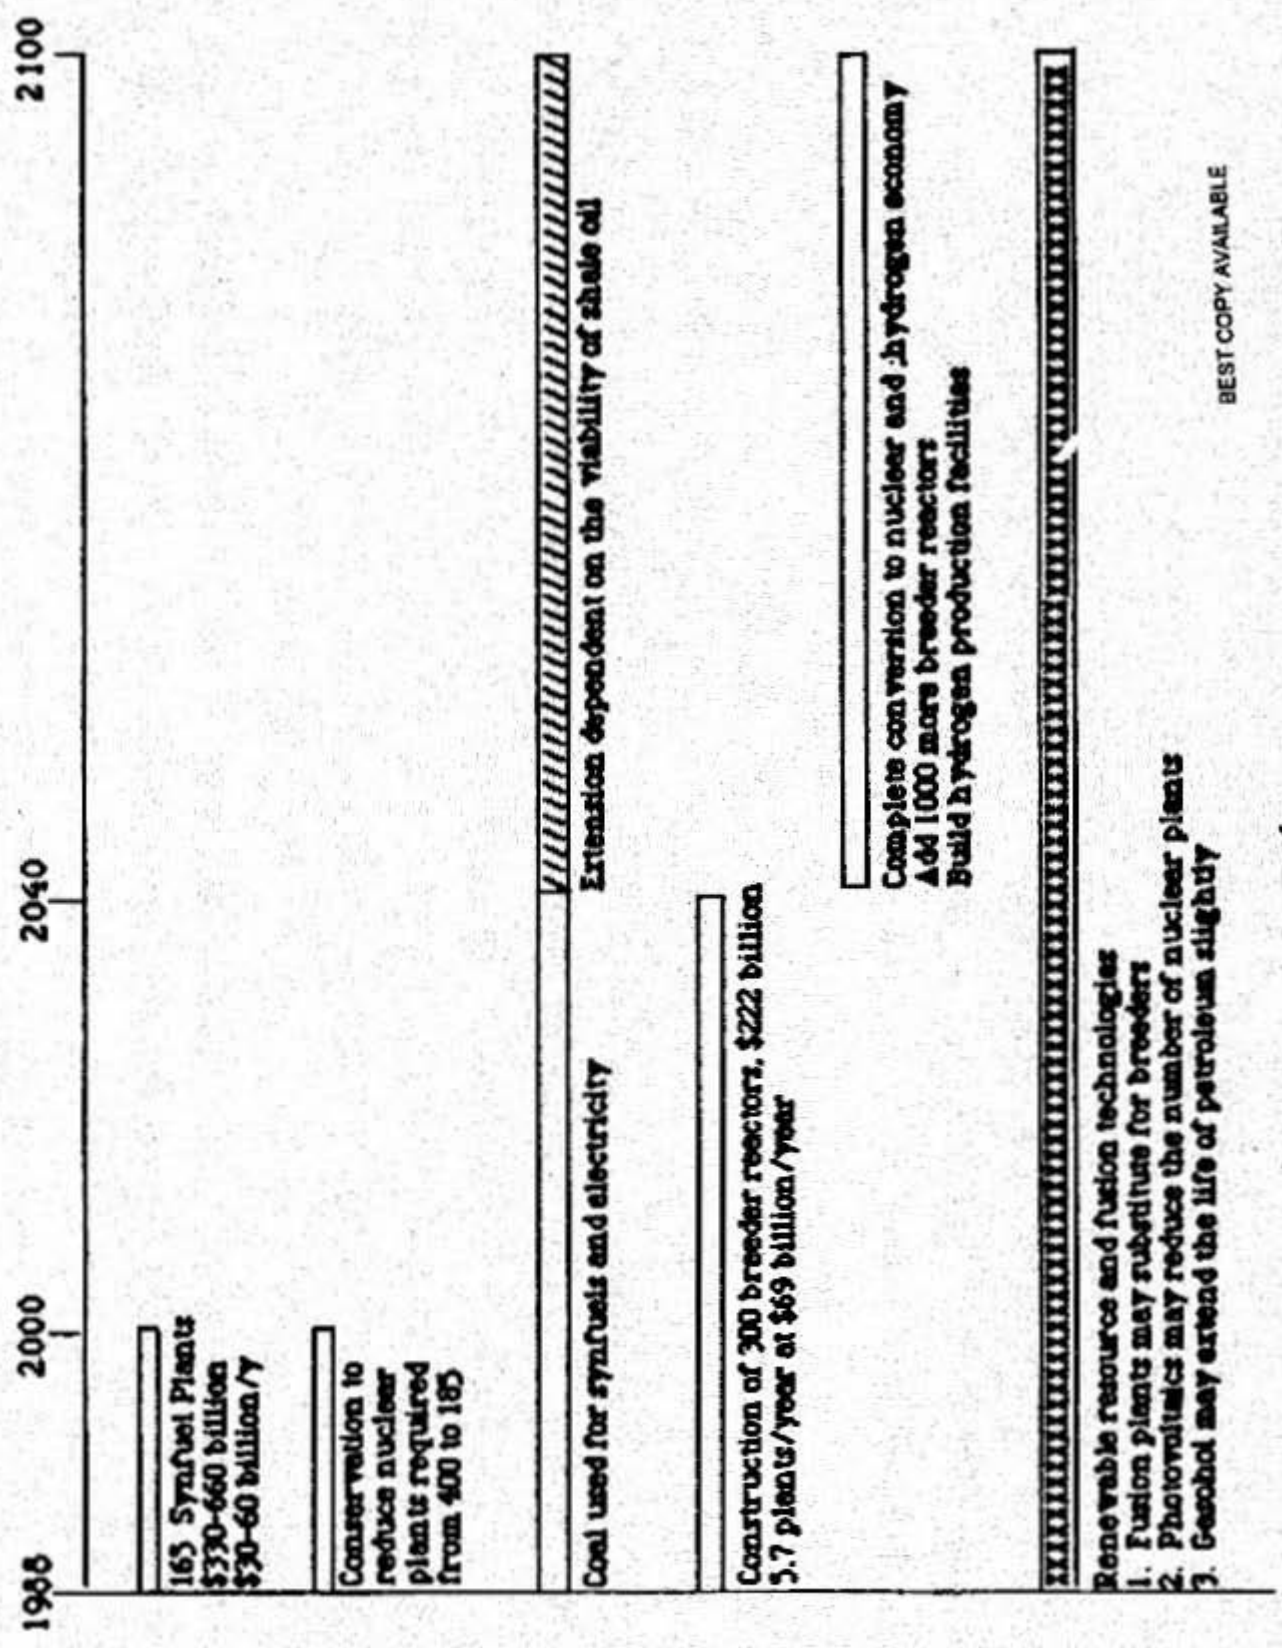 1988 2000 2040 2100
165 Synfuel Plants
$330-660 billion
$30-60 billion/y
Conservation to
reduce nuclear
plants required
from 400 to 185
Coal used for synfuels and electricity
Extension dependent on the viability of shale oil
Construction of 300 breeder reactors, $222 billion
5.7 plants/year at $69 billion/year
Complete conversion to nuclear and hydrogen economy
Add 1000 more breeder reactors
Build hydrogen production facilities
Renewable resource and fusion technologies
1. Fusion plants may substitute for breeders
2. Photovoltaics may reduce the number of nuclear plants
3. Gasohol may extend the life of petroleum slightly
BEST COPY AVAILABLE